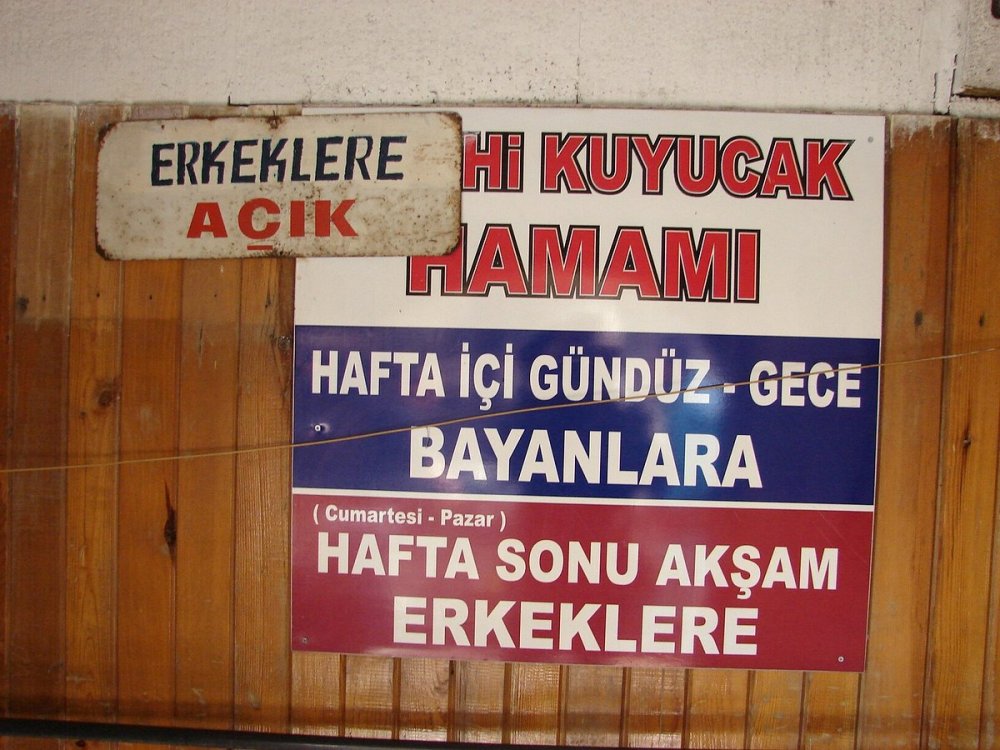 ERKEKLERE
AÇIK
Hi KUYUCAK
HAMAMI
HAFTA İÇİ GÜNDÜZ - GECE
BAYANLARA
( Cumartesi - Pazar )
HAFTA SONU AKŞAM
ERKEKLERE